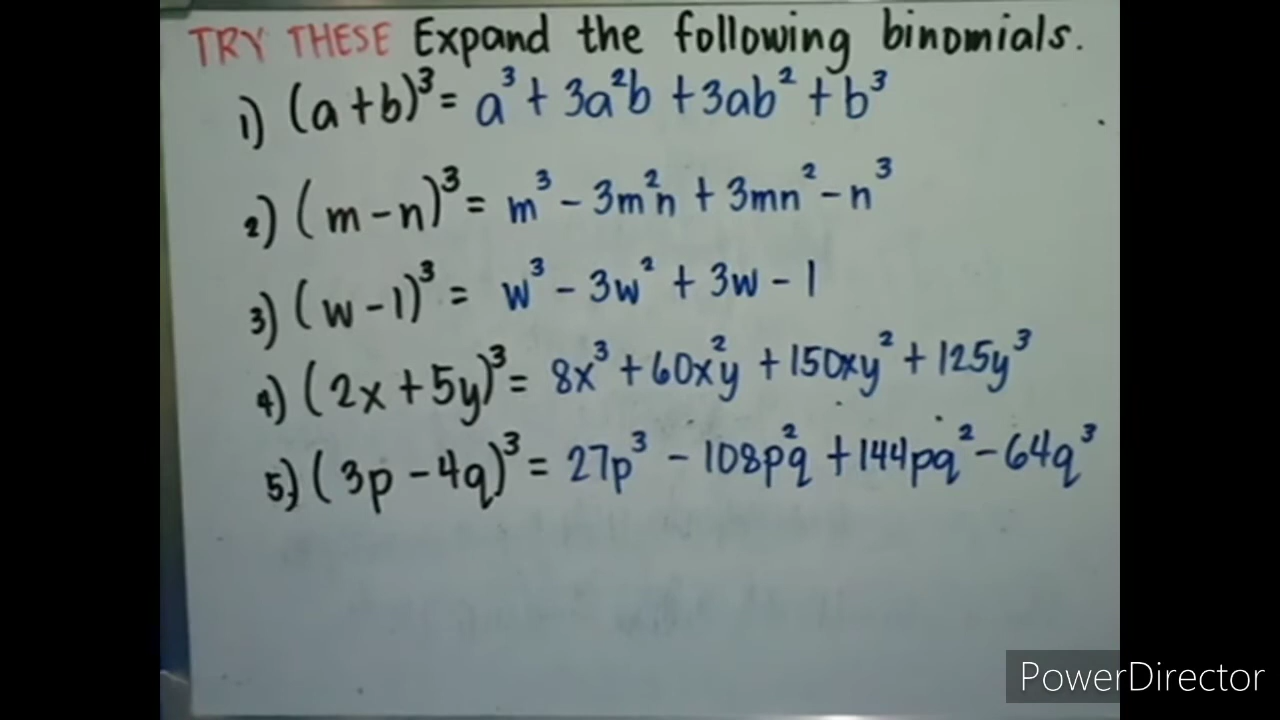 TRY THESE Expand the following binomials.
1) (a+b)³ = a³ + 3a²b + 3ab² + b³
2) (m-n)³ = m³ - 3m²n + 3mn² - n³
3) (w-1)³ = w³ - 3w² + 3w - 1
4) (2x+5y)³ = 8x³ + 60x²y + 150xy² + 125y³
5) (3p-4q)³ = 27p³ - 108p²q + 144pq² - 64q³
PowerDirector